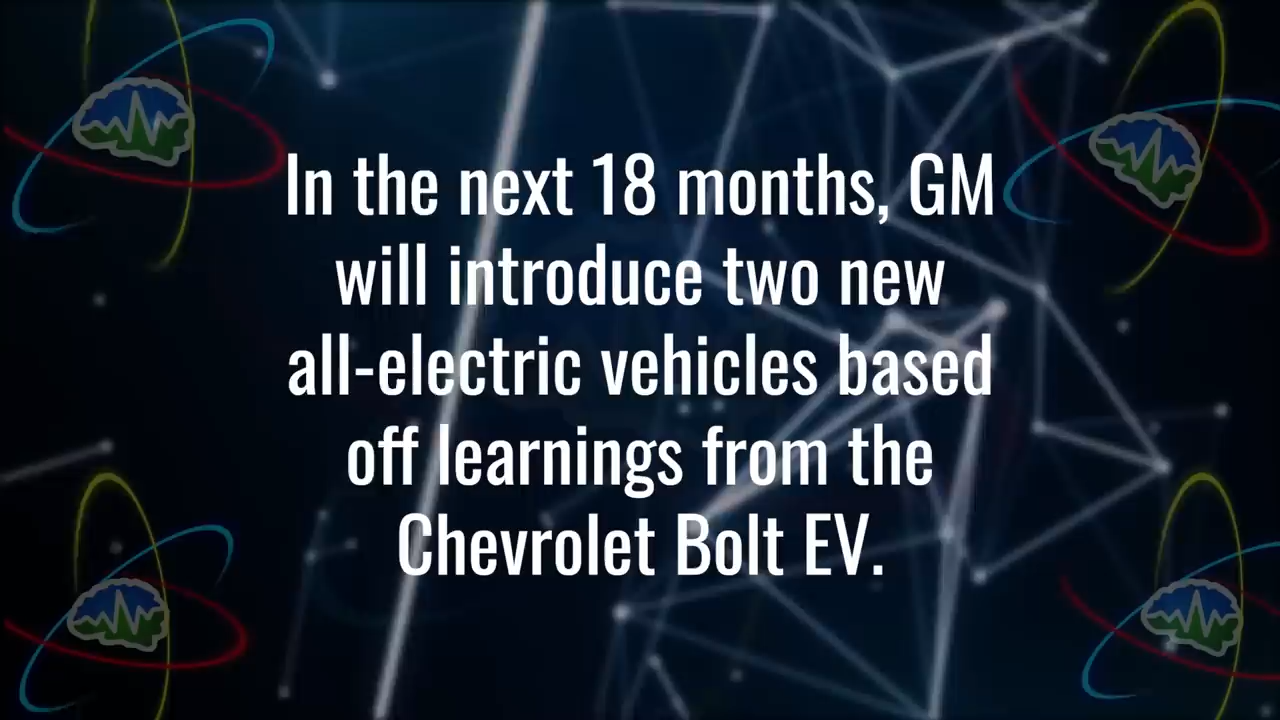 In the next 18 months, GM
will introduce two new
all-electric vehicles based
off learnings from the
Chevrolet Bolt EV.